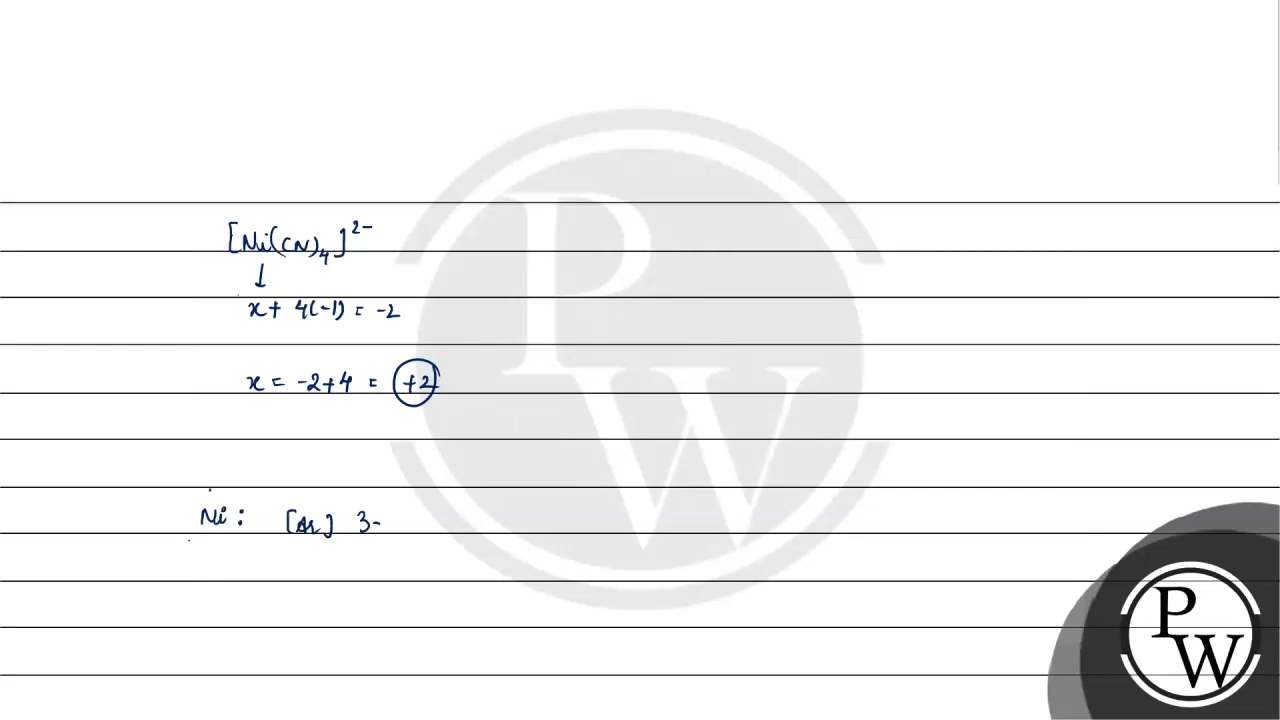 [Ni(CN)₄]²⁻
↓
x + 4(-1) = -2
x = -2+4 = +2
Ni : [Ar] 3-
P
W
P
W